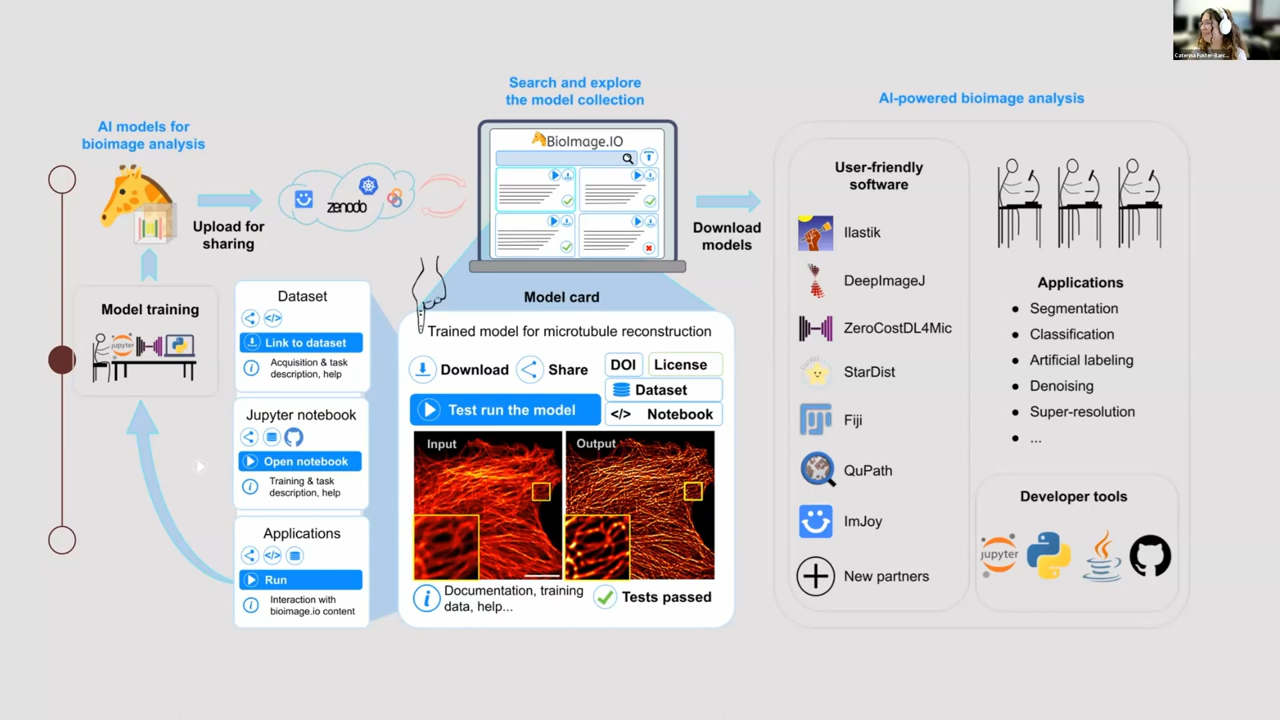 AI models for
bioimage analysis
Upload for
sharing
zenodo
Search and explore
the model collection
BioImage.IO
Download
models
Model training
jupyter
Dataset
Link to dataset
Acquisition & task
description, help
Jupyter notebook
Open notebook
Training & task
description, help
Applications
Run
Interaction with
bioimage.io content
Model card
Trained model for microtubule reconstruction
Download
Share
DOI
License
Dataset
Test run the model
</> Notebook
Input
Output
Documentation, training
data, help...
Tests passed
AI-powered bioimage analysis
User-friendly
software
Ilastik
DeepImageJ
ZeroCostDL4Mic
StarDist
Fiji
QuPath
ImJoy
New partners
Applications
• Segmentation
• Classification
• Artificial labeling
• Denoising
• Super-resolution
• ...
Developer tools
jupyter